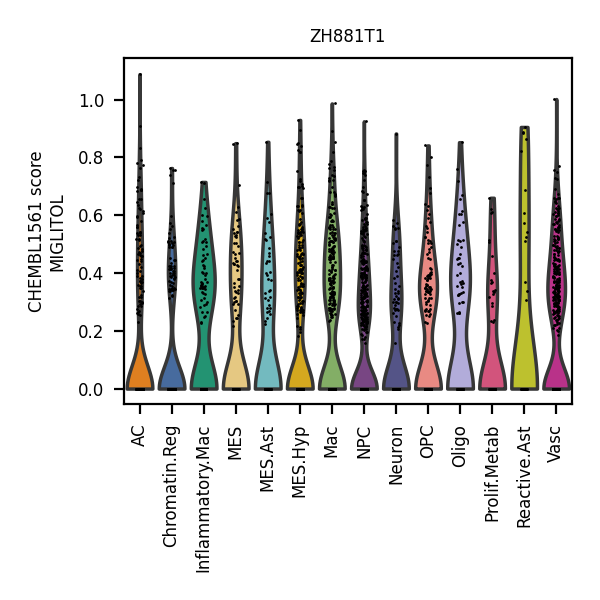 ZH881T1
CHEMBL1561 score
MIGLITOL
1.0
0.8
0.6
0.4
0.2
0.0
AC
Chromatin.Reg
Inflammatory.Mac
MES
MES.Ast
MES.Hyp
Mac
NPC
Neuron
OPC
Oligo
Prolif.Metab
Reactive.Ast
Vasc